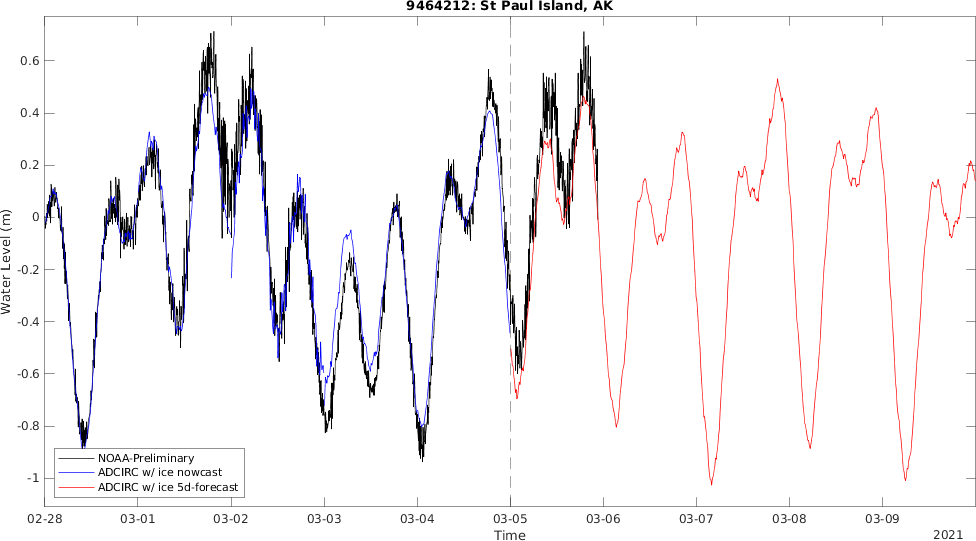 9464212: St Paul Island, AK
Water Level (m)
0.6
0.4
0.2
0
-0.2
-0.4
-0.6
-0.8
-1
NOAA-Preliminary
ADCIRC w/ ice nowcast
ADCIRC w/ ice 5d-forecast
02-28 03-01 03-02 03-03 03-04 03-05 03-06 03-07 03-08 03-09
Time
2021